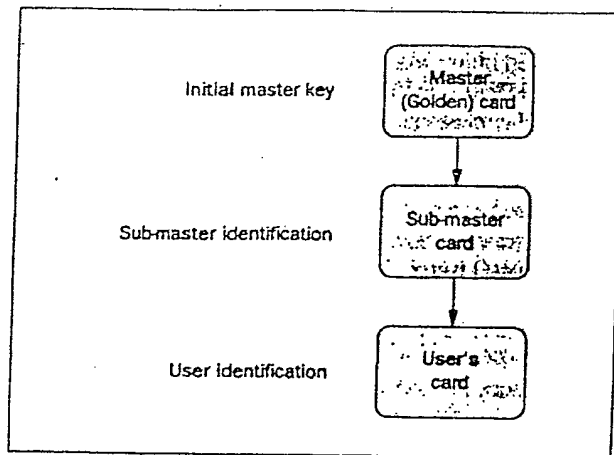 Initial master key
Master
(Golden) card
Sub-master identification
Sub-master
card
User identification
User's
card